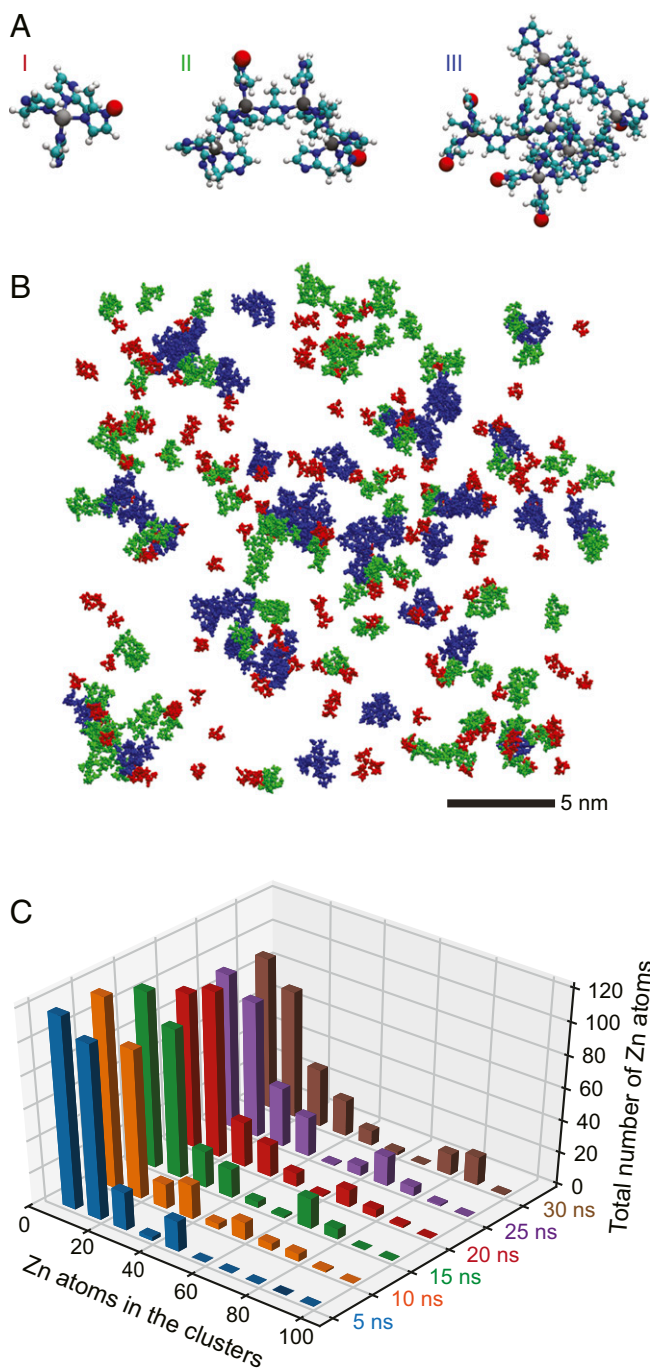 A
I
II
III
B
5 nm
C
120
100
80
60
40
20
0
Total number of Zn atoms
0
20
40
60
80
100
Zn atoms in the clusters
5 ns
10 ns
15 ns
20 ns
25 ns
30 ns